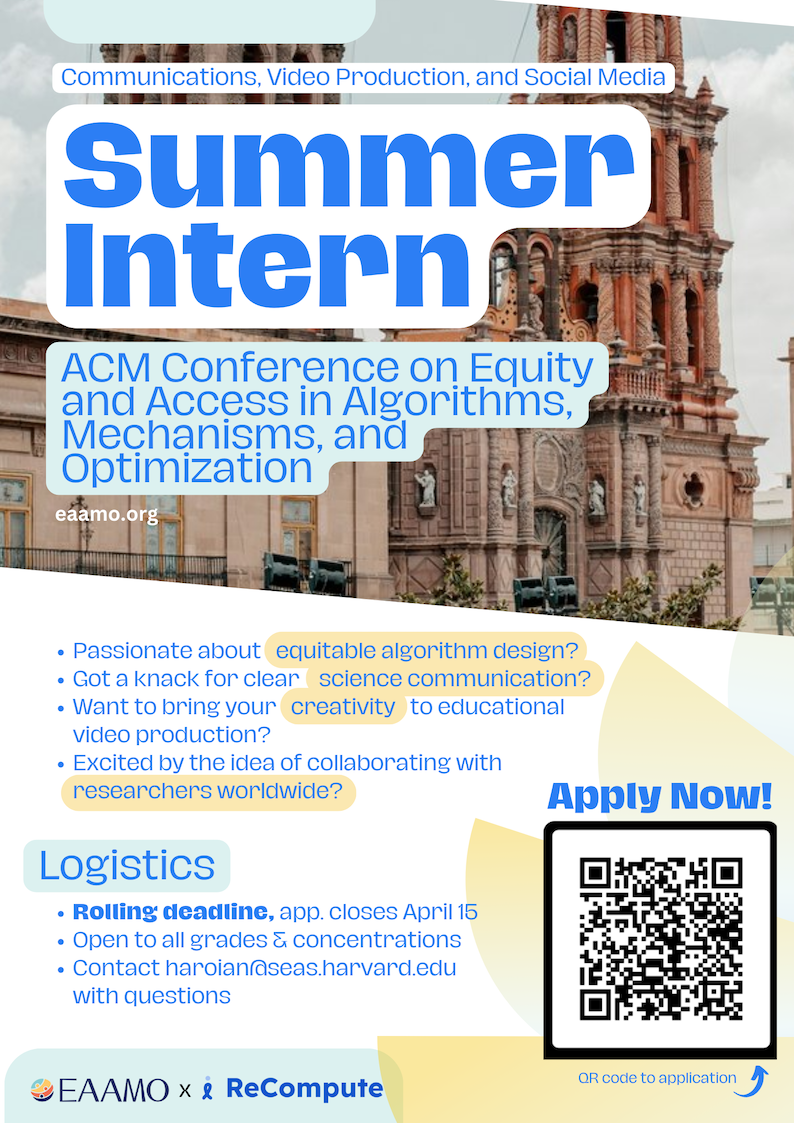 Communications, Video Production, and Social Media
Summer
Intern
ACM Conference on Equity
and Access in Algorithms,
Mechanisms, and
Optimization
eaamo.org
• Passionate about equitable algorithm design?
• Got a knack for clear science communication?
• Want to bring your creativity to educational
video production?
• Excited by the idea of collaborating with
researchers worldwide?
Apply Now!
Logistics
• Rolling deadline, app. closes April 15
• Open to all grades & concentrations
• Contact haroian@seas.harvard.edu
with questions
QR code to application
EAAMO x ReCompute